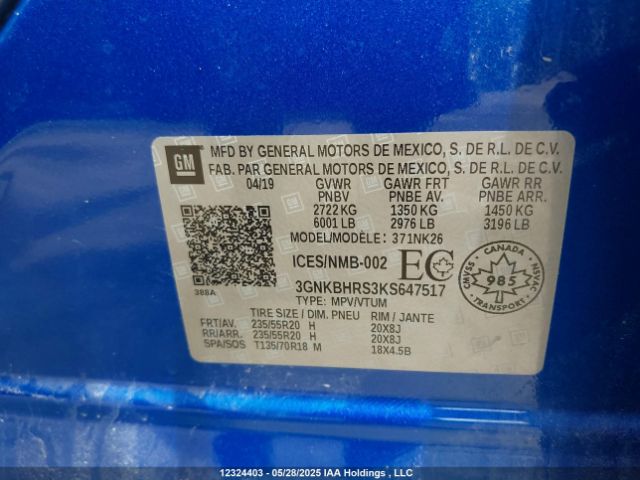 GM
MFD BY GENERAL MOTORS DE MEXICO, S. DE R.L. DE C.V.
FAB. PAR GENERAL MOTORS DE MEXICO, S. DE R.L. DE C.V.
04/19 GVWR GAWR FRT GAWR RR
PNBV PNBE AV. PNBE ARR.
2722 KG 1350 KG 1450 KG
6001 LB 2976 LB 3196 LB
MODEL/MODÈLE: 371NK26
ICES/NMB-002 EC
CANADA
CMVSS 985 NSVAC
TRANSPORT
3GNKBHRS3KS647517
388A
TYPE: MPV/VTUM
TIRE SIZE / DIM. PNEU RIM / JANTE
FRT/AV. 235/55R20 H 20X8J
RR/ARR. 235/55R20 H 20X8J
SPA/SOS T135/70R18 M 18X4.5B
12324403 - 05/28/2025 IAA Holdings , LLC